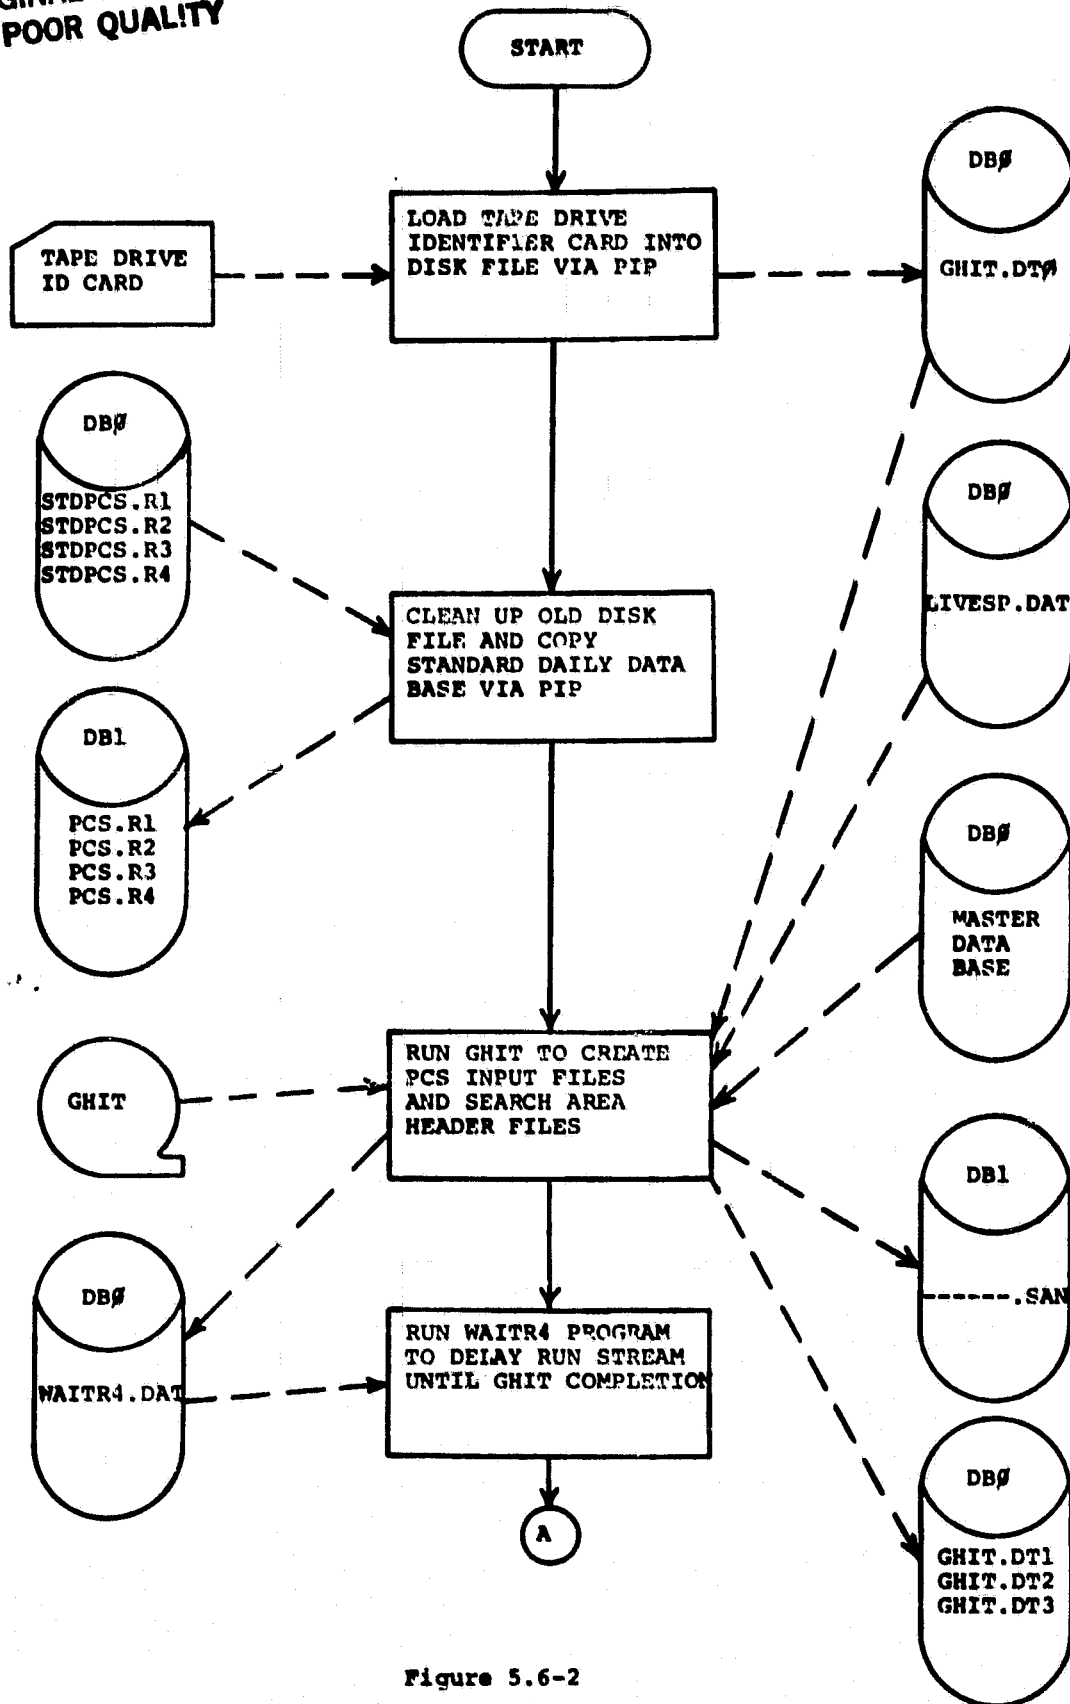 POOR QUAL!TY
START
DBØ
GHIT.DTØ
LOAD TAPE DRIVE
IDENTIFIER CARD INTO
DISK FILE VIA PIP
TAPE DRIVE
ID CARD
DBØ
STDPCS.R1
STDPCS.R2
STDPCS.R3
STDPCS.R4
DBØ
LIVESP.DAT
CLEAN UP OLD DISK
FILE AND COPY
STANDARD DAILY DATA
BASE VIA PIP
DB1
PCS.R1
PCS.R2
PCS.R3
PCS.R4
DBØ
MASTER
DATA
BASE
RUN GHIT TO CREATE
PCS INPUT FILES
AND SEARCH AREA
HEADER FILES
GHIT
DB1
------.SAN
DBØ
WAITR4.DAT
RUN WAITR4 PROGRAM
TO DELAY RUN STREAM
UNTIL GHIT COMPLETION
A
DBØ
GHIT.DT1
GHIT.DT2
GHIT.DT3
Figure 5.6-2